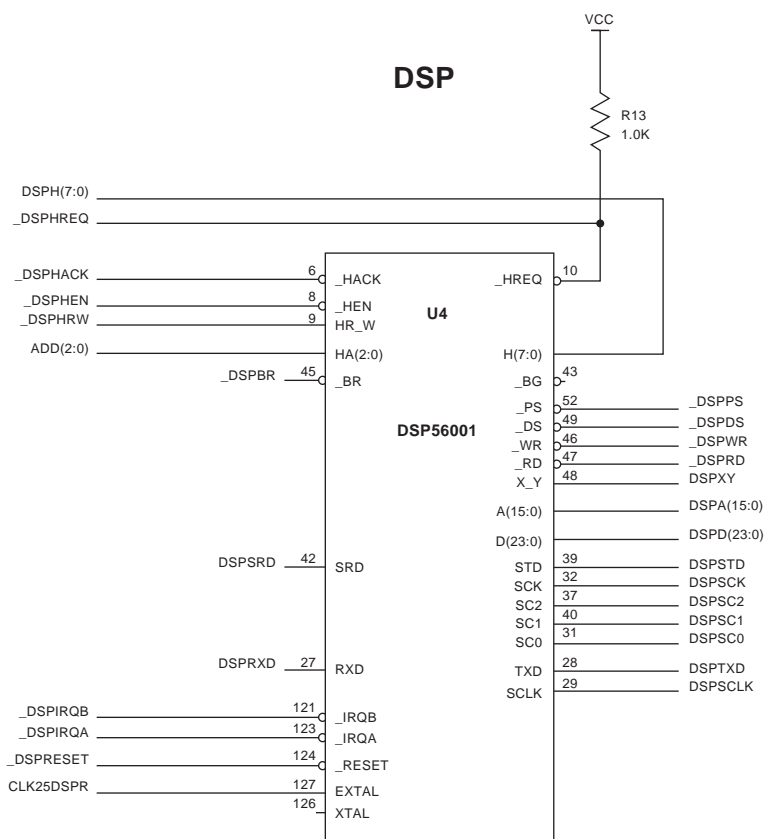 VCC
DSP
R13
1.0K
DSPH(7:0)
_DSPHREQ
_DSPHACK 6 _HACK _HREQ 10
_DSPHEN 8 _HEN
U4
_DSPHRW 9 HR_W
ADD(2:0) HA(2:0) H(7:0)
_DSPBR 45 _BR _BG 43
_PS 52 _DSPPS
_DS 49 _DSPDS
DSP56001
_WR 46 _DSPWR
_RD 47 _DSPRD
X_Y 48 DSPXY
A(15:0) DSPA(15:0)
D(23:0) DSPD(23:0)
DSPSRD 42 SRD STD 39 DSPSTD
SCK 32 DSPSCK
SC2 37 DSPSC2
SC1 40 DSPSC1
SC0 31 DSPSC0
DSPRXD 27 RXD TXD 28 DSPTXD
SCLK 29 DSPSCLK
_DSPIRQB 121 _IRQB
_DSPIRQA 123 _IRQA
_DSPRESET 124 _RESET
CLK25DSPR 127 EXTAL
126 XTAL